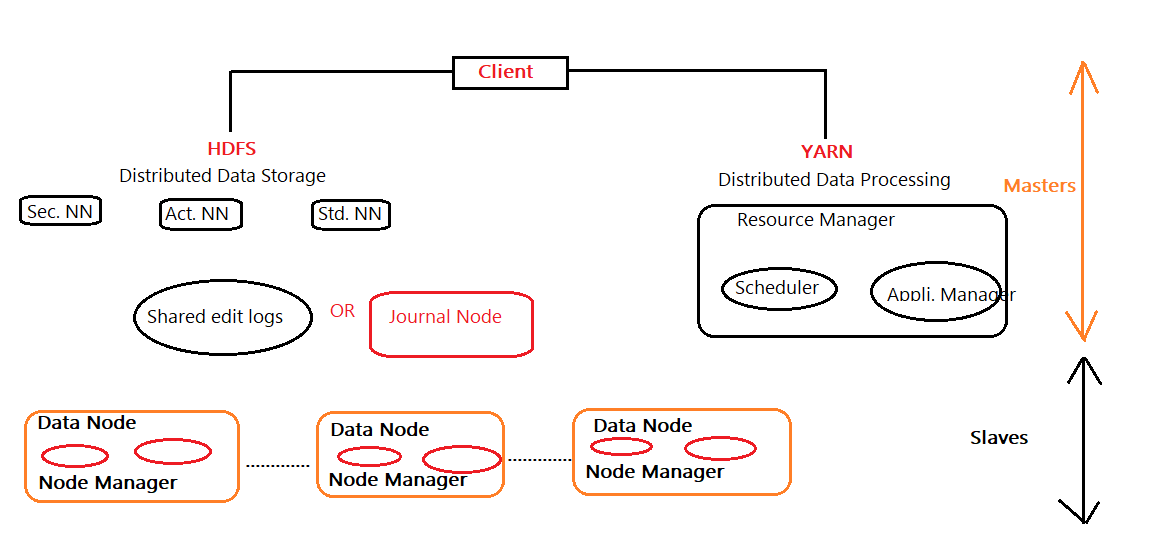 Client
HDFS
Distributed Data Storage
Sec. NN
Act. NN
Std. NN
Shared edit logs
OR
Journal Node
YARN
Distributed Data Processing
Resource Manager
Scheduler
Appli. Manager
Masters
Data Node
Node Manager
Data Node
Node Manager
Data Node
Node Manager
Slaves